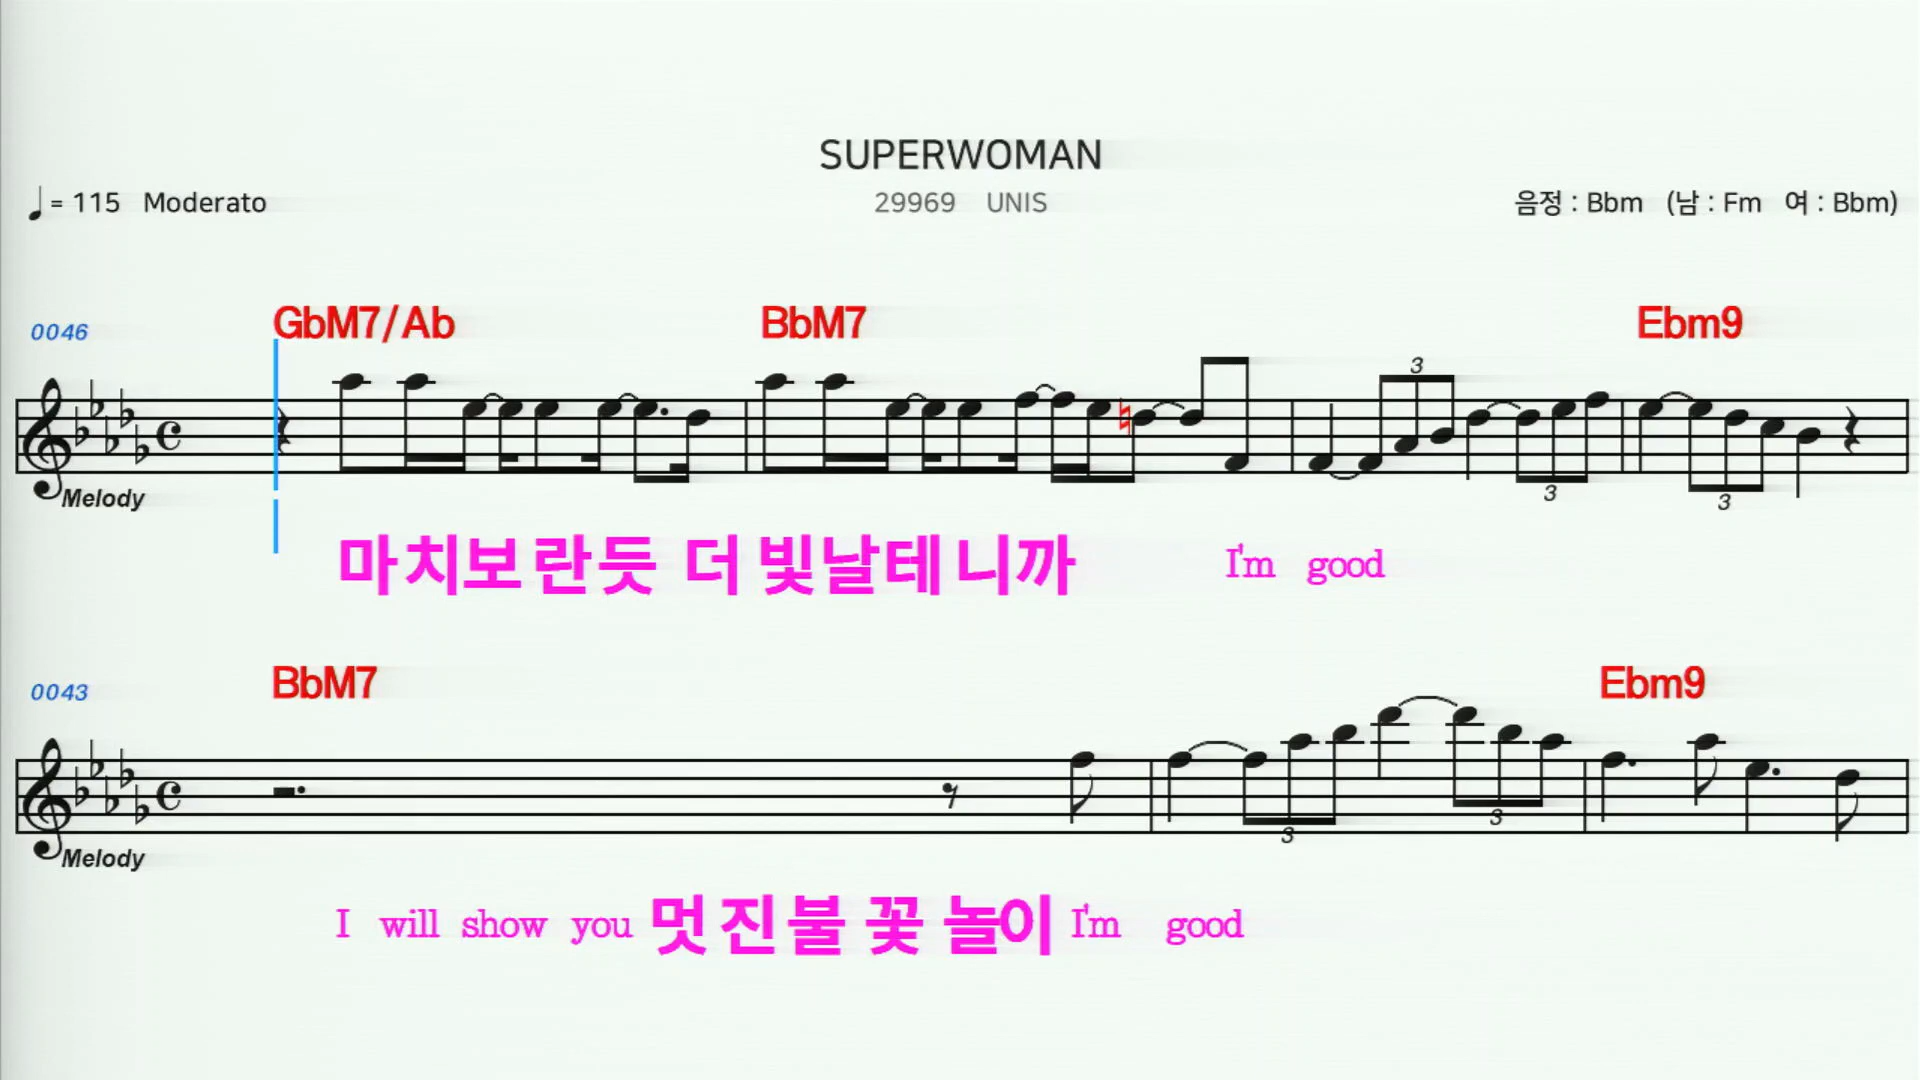 SUPERWOMAN
= 115 Moderato
29969 UNIS
음정 : Bbm (남 : Fm 여 : Bbm)
0046
GbM7/Ab BbM7 Ebm9
3
3
3
Melody
마치보란듯 더 빛날테니까 I'm good
0043
BbM7 Ebm9
3
3
Melody
I will show you 멋진불꽃놀이 I'm good